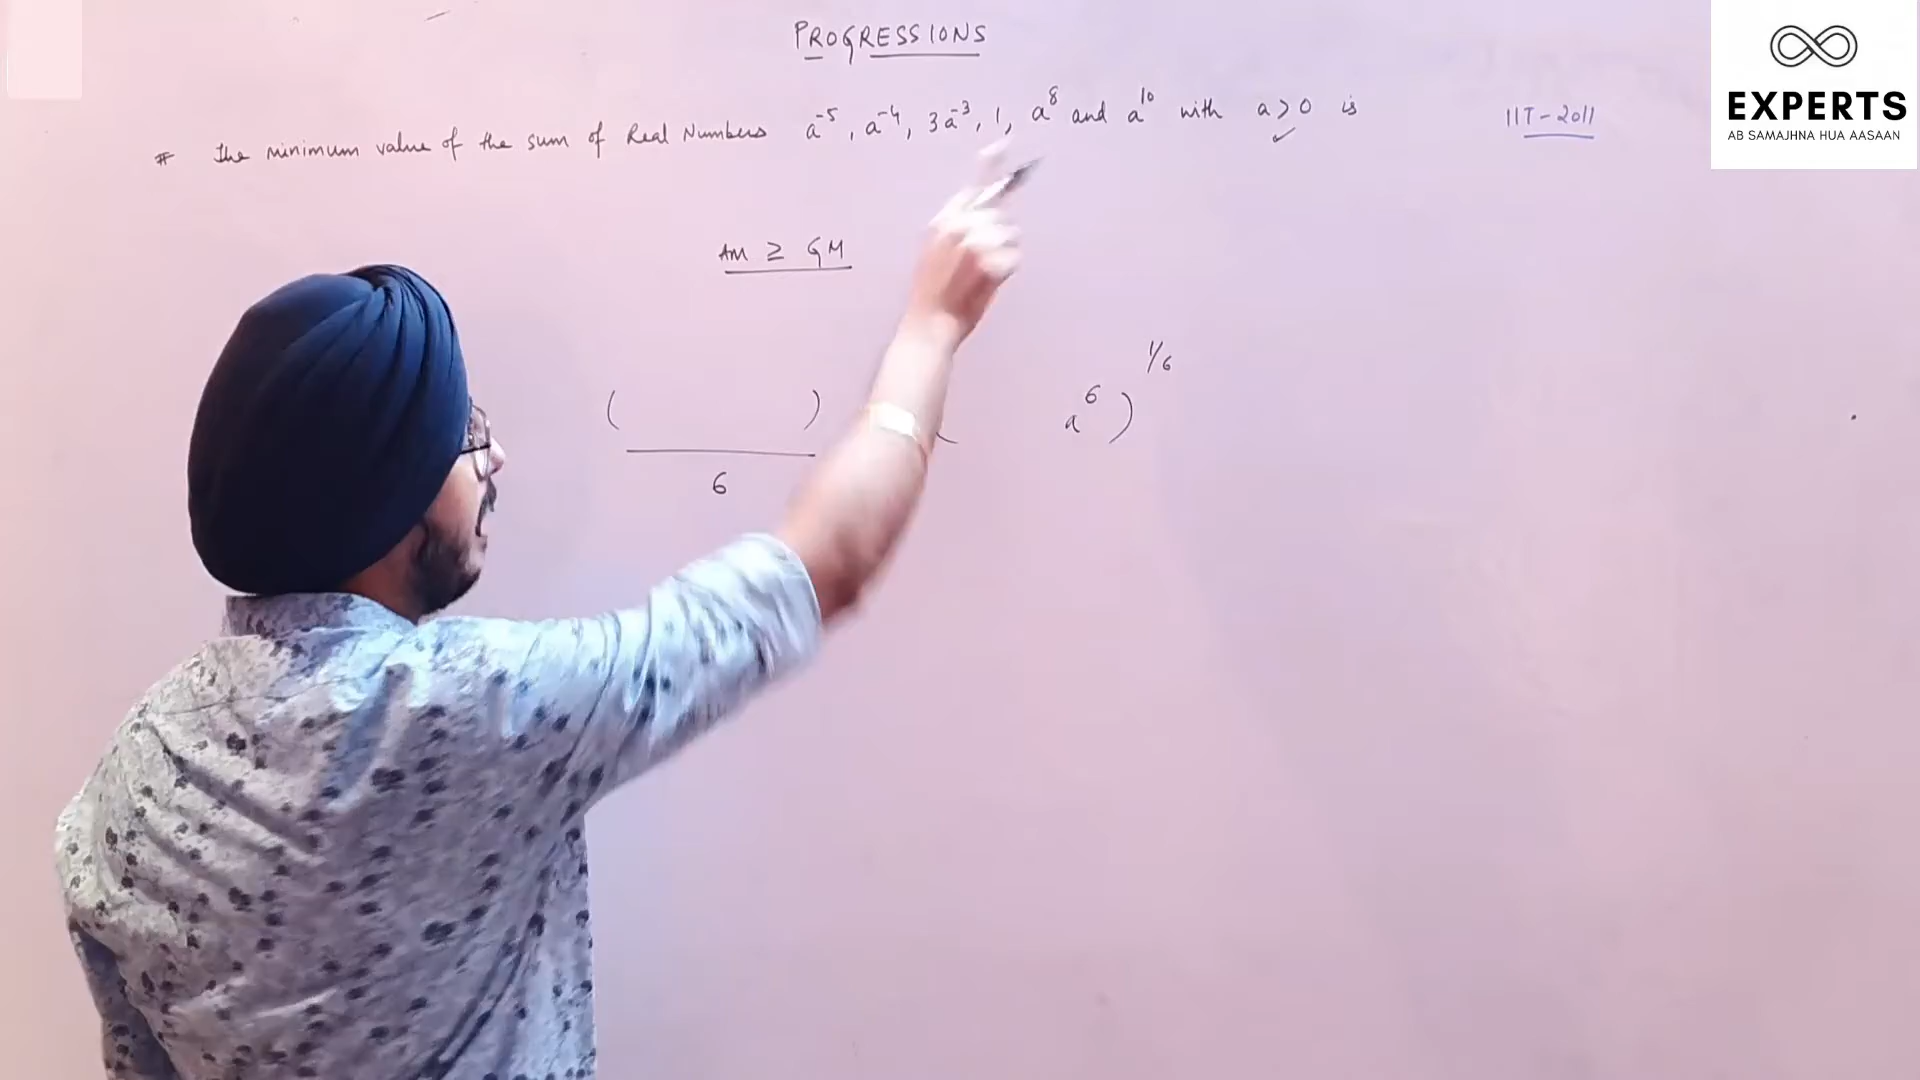 PROGRESSIONS
# The minimum value of the sum of Real Numbers a⁻⁵, a⁻⁴, 3a⁻³, 1, a⁸ and a¹⁰ with a > 0 is
IIT-2011
EXPERTS
AB SAMAJHNA HUA AASAAN
AM ≥ GM
( ) ( a⁶ )^1/6
6